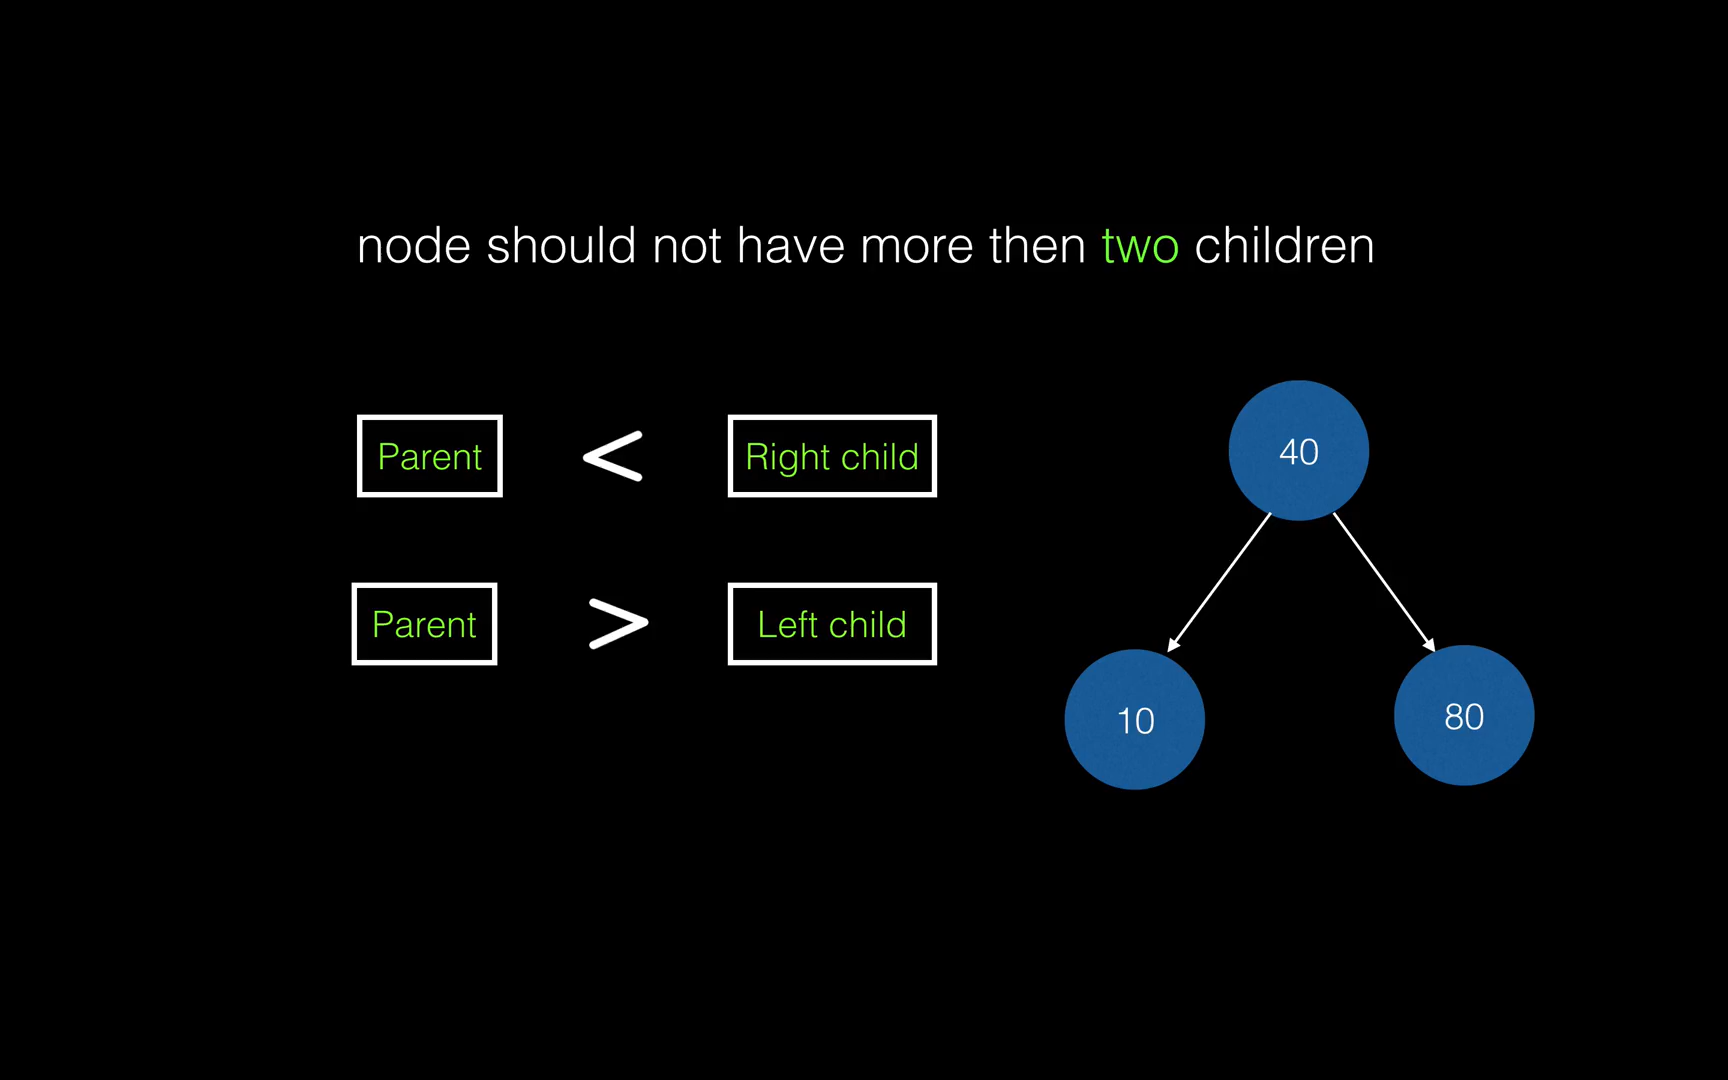 node should not have more then two children
Parent < Right child
Parent > Left child
40
10
80